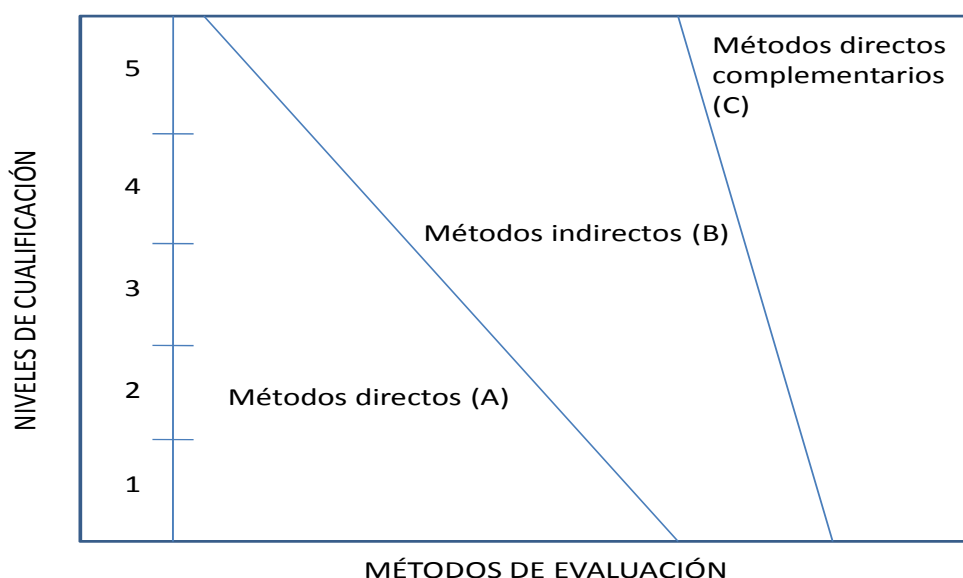 NIVELES DE CUALIFICACIÓN
5
4
3
2
1
Métodos directos (A)
Métodos indirectos (B)
Métodos directos
complementarios
(C)
MÉTODOS DE EVALUACIÓN